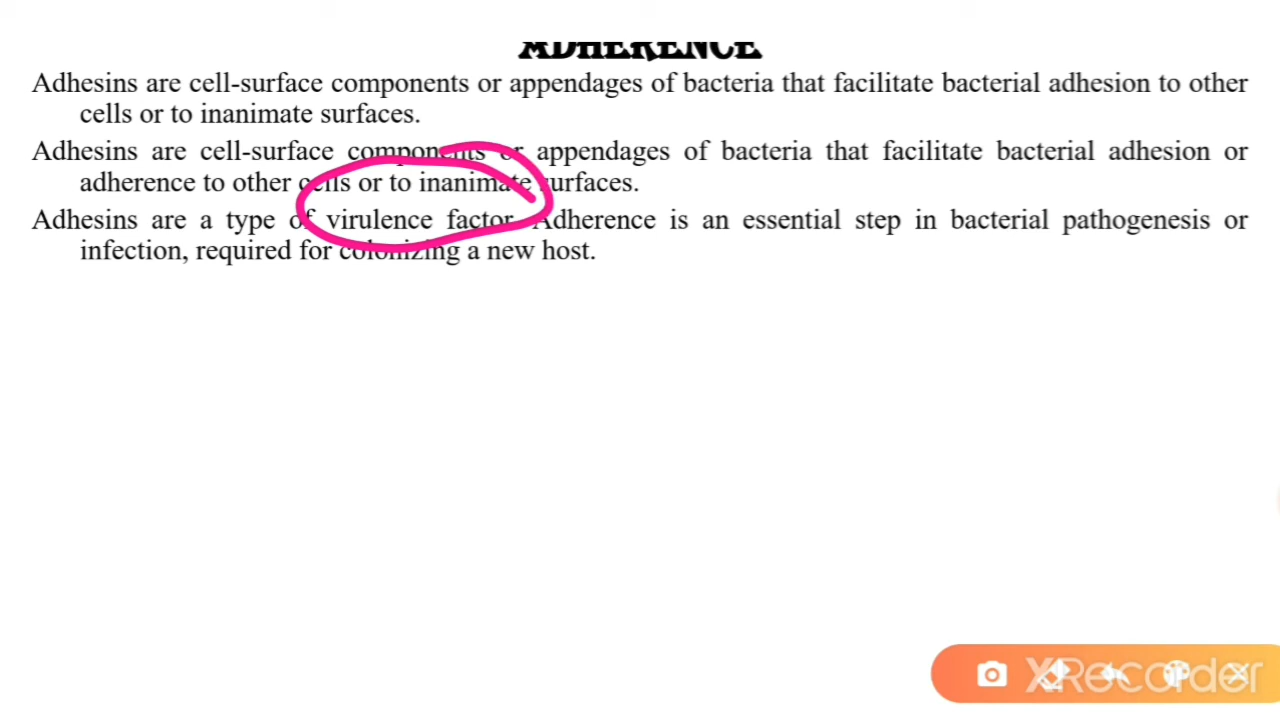 ADHERENCE
Adhesins are cell-surface components or appendages of bacteria that facilitate bacterial adhesion to other
cells or to inanimate surfaces.
Adhesins are cell-surface components or appendages of bacteria that facilitate bacterial adhesion or
adherence to other cells or to inanimate surfaces.
Adhesins are a type of virulence factor. Adherence is an essential step in bacterial pathogenesis or
infection, required for colonizing a new host.
XRecorder